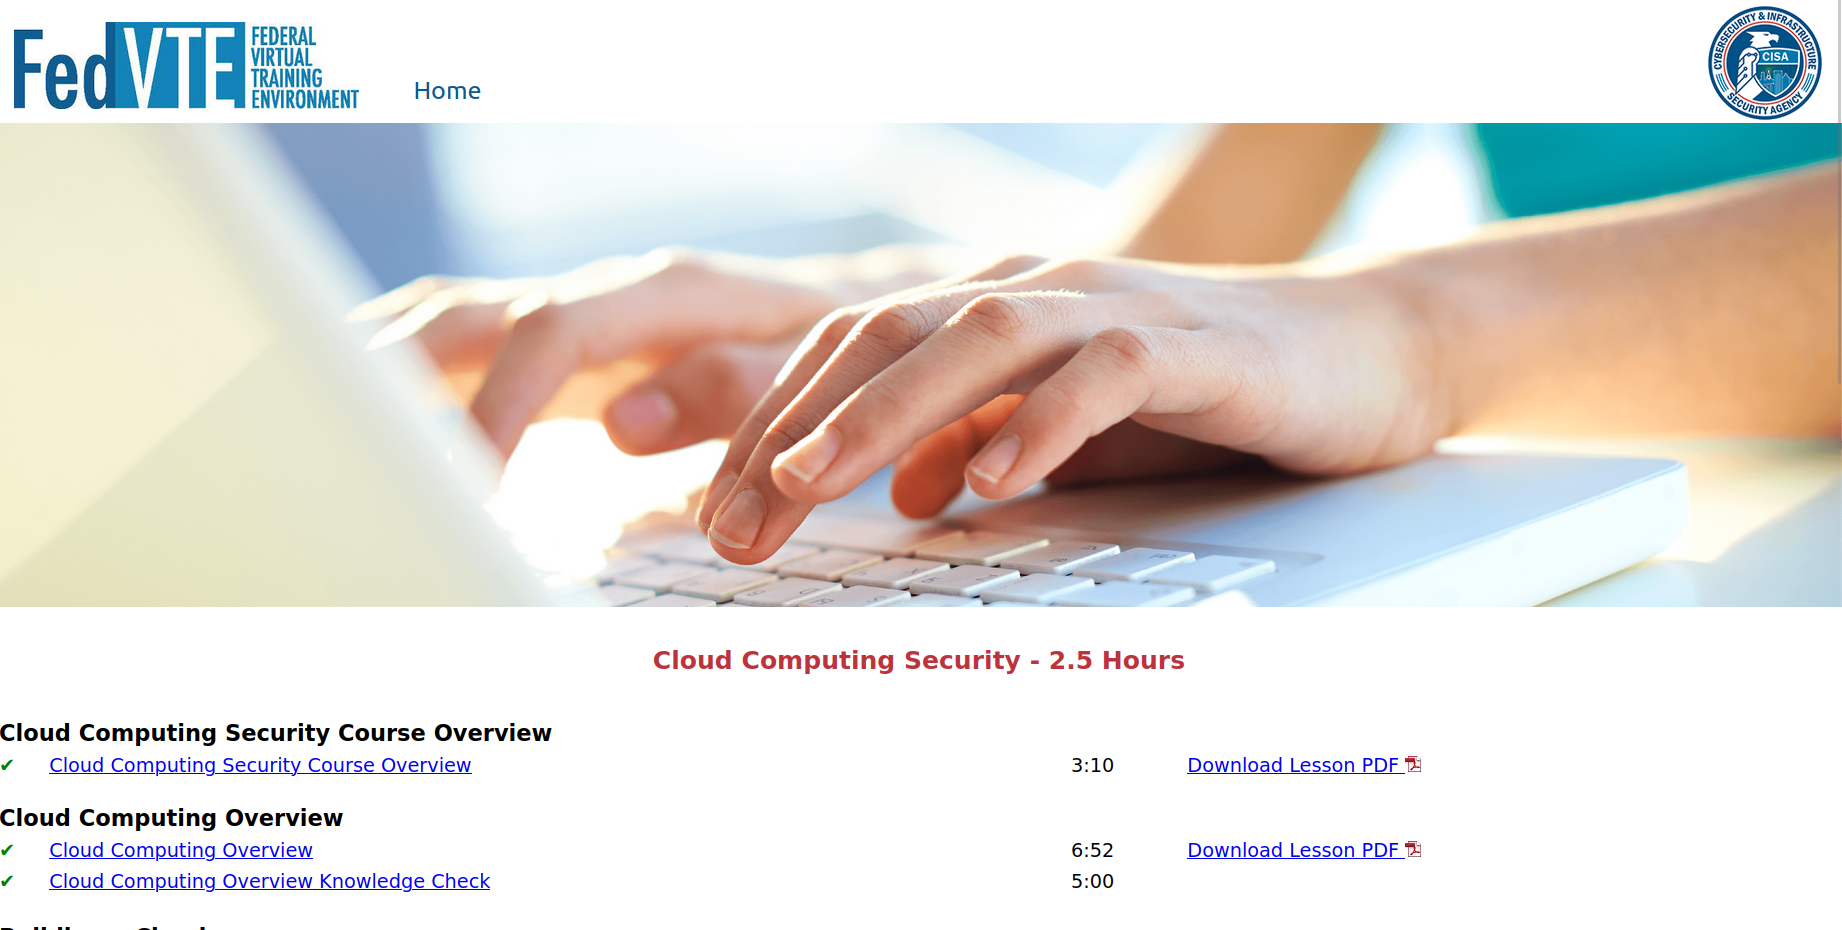 FedVTE FEDERAL
VIRTUAL
TRAINING
ENVIRONMENT
Home
CYBERSECURITY & INFRASTRUCTURE
CISA
SECURITY AGENCY
Cloud Computing Security - 2.5 Hours
Cloud Computing Security Course Overview
✔ Cloud Computing Security Course Overview 3:10 Download Lesson PDF
Cloud Computing Overview
✔ Cloud Computing Overview 6:52 Download Lesson PDF
✔ Cloud Computing Overview Knowledge Check 5:00